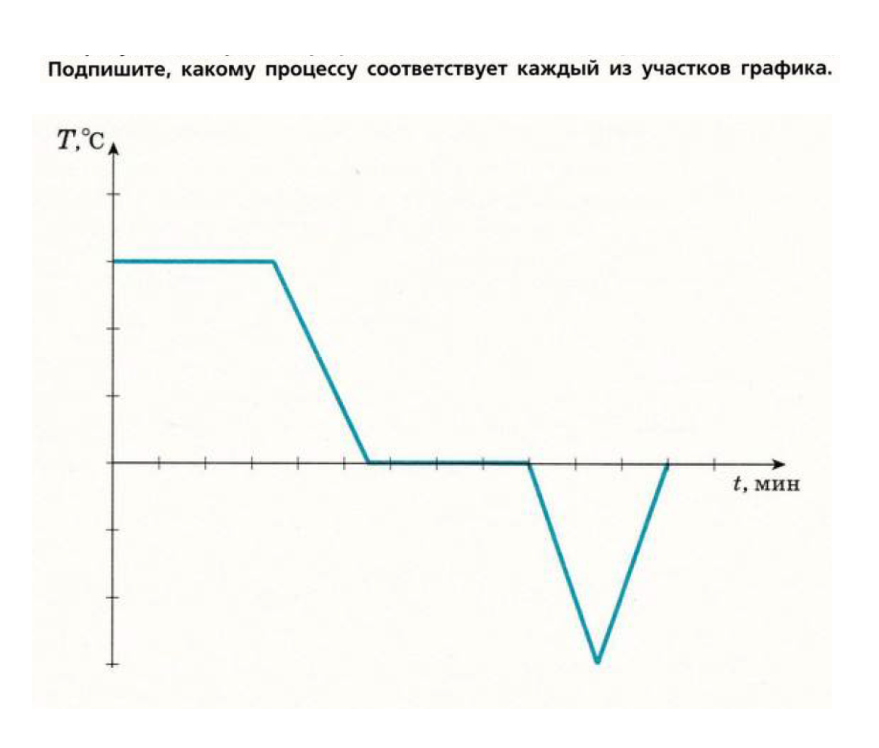 Подпишите, какому процессу соответствует каждый из участков графика.
T,°C
t, мин